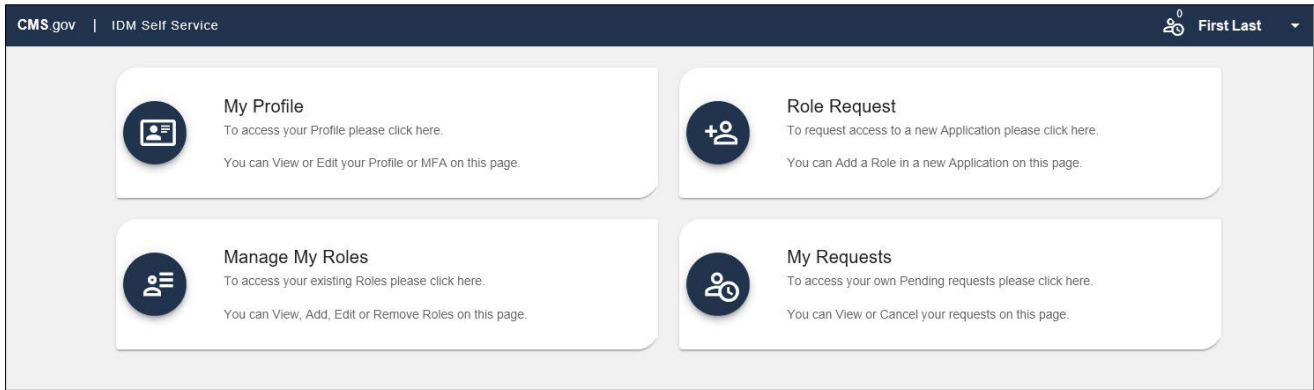 CMS.gov | IDM Self Service
0
First Last
My Profile
To access your Profile please click here.
You can View or Edit your Profile or MFA on this page.
Role Request
To request access to a new Application please click here.
You can Add a Role in a new Application on this page.
Manage My Roles
To access your existing Roles please click here.
You can View, Add, Edit or Remove Roles on this page.
My Requests
To access your own Pending requests please click here.
You can View or Cancel your requests on this page.